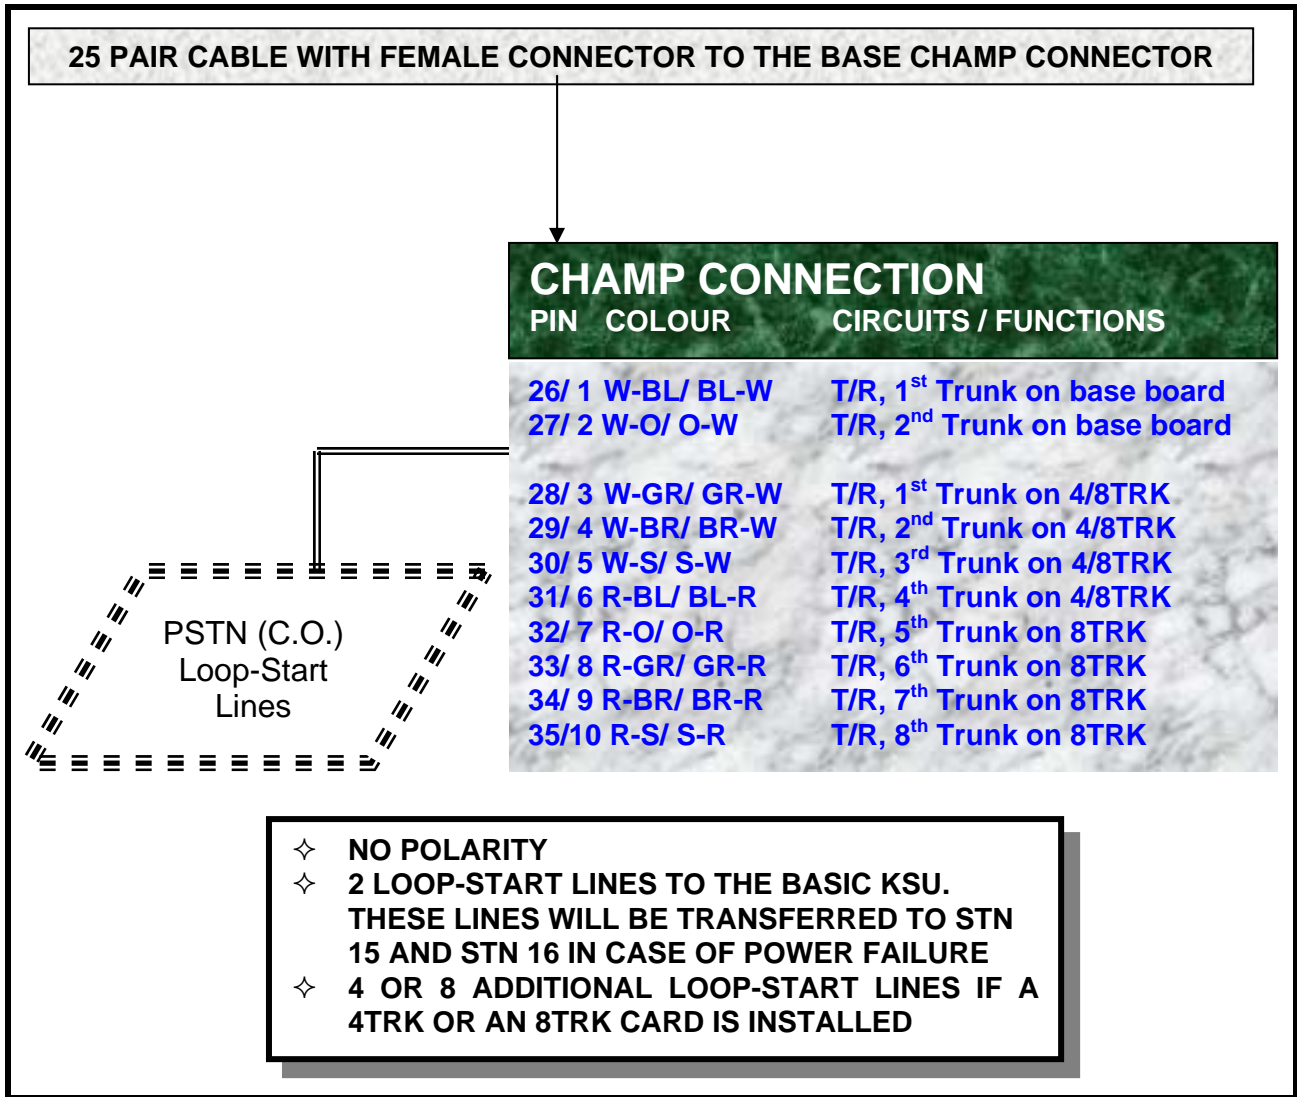 25 PAIR CABLE WITH FEMALE CONNECTOR TO THE BASE CHAMP CONNECTOR
CHAMP CONNECTION
PIN COLOUR CIRCUITS / FUNCTIONS
26/ 1 W-BL/ BL-W T/R, 1st Trunk on base board
27/ 2 W-O/ O-W T/R, 2nd Trunk on base board
28/ 3 W-GR/ GR-W T/R, 1st Trunk on 4/8TRK
29/ 4 W-BR/ BR-W T/R, 2nd Trunk on 4/8TRK
30/ 5 W-S/ S-W T/R, 3rd Trunk on 4/8TRK
31/ 6 R-BL/ BL-R T/R, 4th Trunk on 4/8TRK
32/ 7 R-O/ O-R T/R, 5th Trunk on 8TRK
33/ 8 R-GR/ GR-R T/R, 6th Trunk on 8TRK
34/ 9 R-BR/ BR-R T/R, 7th Trunk on 8TRK
35/10 R-S/ S-R T/R, 8th Trunk on 8TRK
PSTN (C.O.)
Loop-Start
Lines
✧ NO POLARITY
✧ 2 LOOP-START LINES TO THE BASIC KSU.
THESE LINES WILL BE TRANSFERRED TO STN
15 AND STN 16 IN CASE OF POWER FAILURE
✧ 4 OR 8 ADDITIONAL LOOP-START LINES IF A
4TRK OR AN 8TRK CARD IS INSTALLED